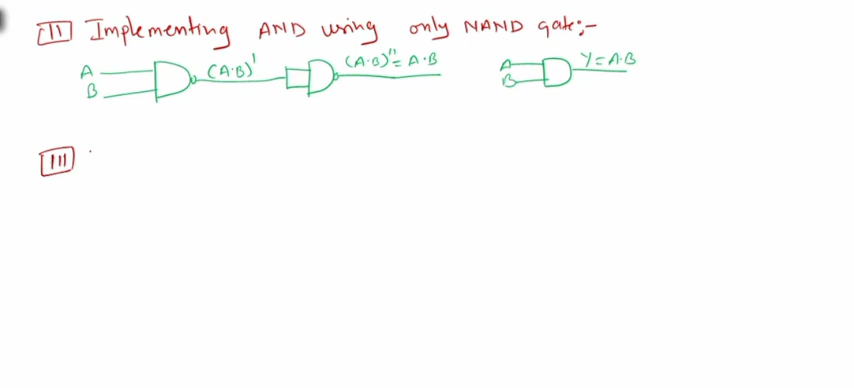 II Implementing AND using only NAND gate:-
A (A·B)' (A·B)''= A·B A Y=A·B
B B
III